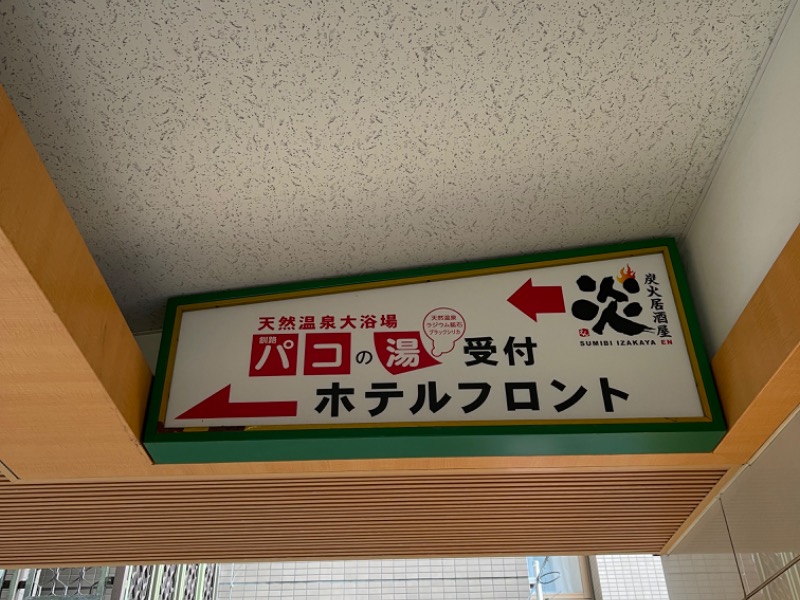 天然温泉大浴場
釧路
パコの湯
天然温泉
ラジウム鉱石
ブラックシリカ
受付
ホテルフロント
炎
炭火居酒屋
SUMIBI IZAKAYA EN